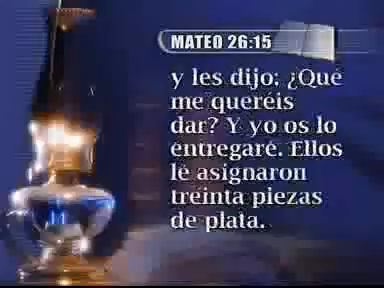 MATEO 26:15
y les dijo: ¿Qué
me queréis
dar? Y yo os lo
entregaré. Ellos
le asignaron
treinta piezas
de plata.